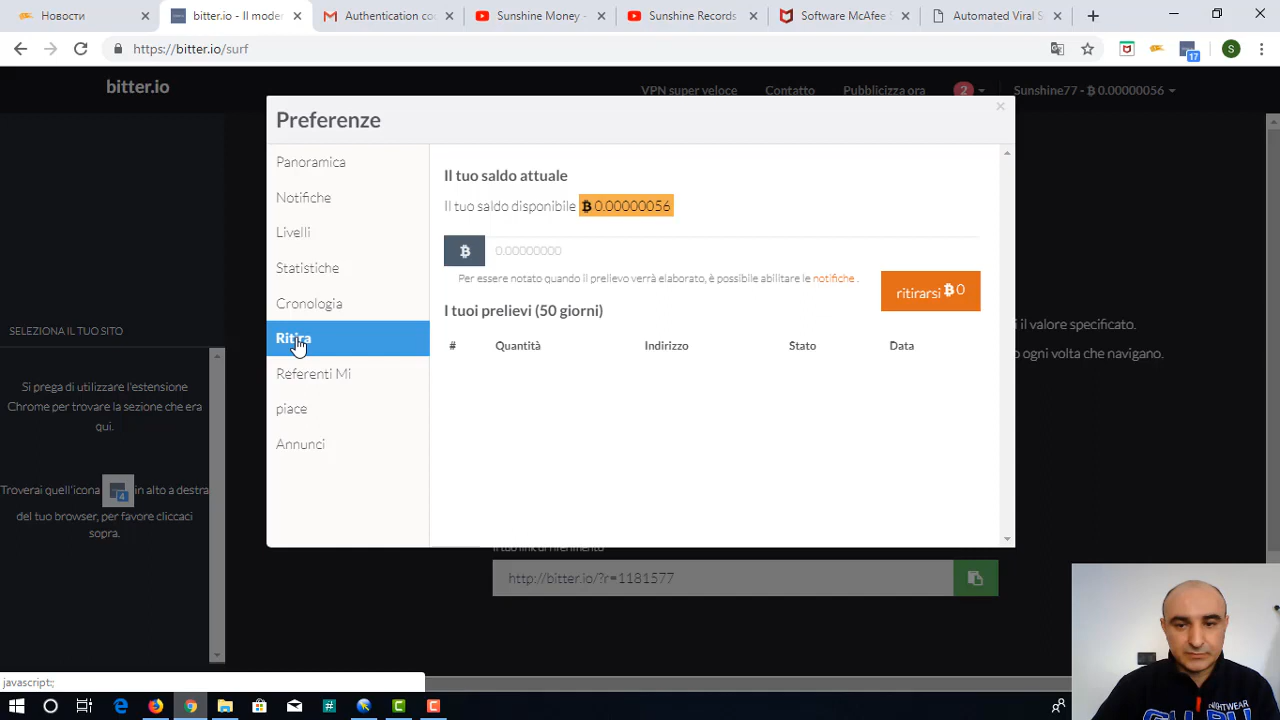 Новости
bitter.io - Il moder
Authentication co
Sunshine Money -
Sunshine Records
Software McAfee
Automated Viral S
https://bitter.io/surf
17
S
bitter.io
VPN super veloce
Contatto
Pubblicizza ora
2
Sunshine77 - ₿ 0.00000056
Preferenze
×
Panoramica
Notifiche
Livelli
Statistiche
Cronologia
Ritira
Referenti Mi
piace
Annunci
Il tuo saldo attuale
Il tuo saldo disponibile ₿ 0.00000056
₿ 0.00000000
Per essere notato quando il prelievo verrà elaborato, è possibile abilitare le notifiche .
ritirarsi ₿ 0
I tuoi prelievi (50 giorni)
# Quantità Indirizzo Stato Data
SELEZIONA IL TUO SITO
Si prega di utilizzare l'estensione
Chrome per trovare la sezione che era
qui.
Troverai quell'icona 4 in alto a destra
del tuo browser, per favore cliccaci
sopra.
il valore specificato.
ogni volta che navigano.
Il tuo link di riferimento
http://bitter.io/?r=1181577
javascript:;
NIGHTWEAR